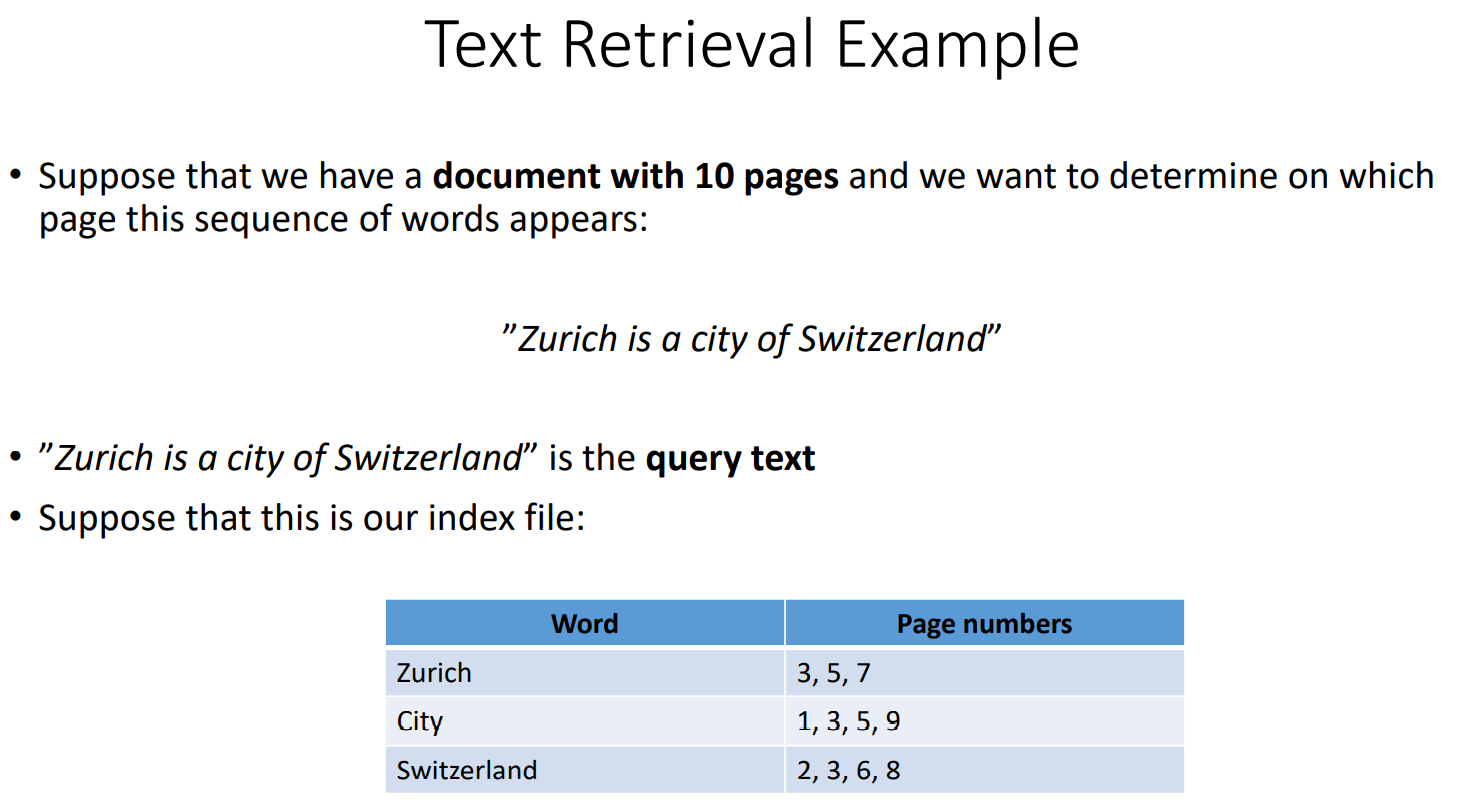 Text Retrieval Example
• Suppose that we have a document with 10 pages and we want to determine on which
page this sequence of words appears:
”Zurich is a city of Switzerland”
• ”Zurich is a city of Switzerland” is the query text
• Suppose that this is our index file:
Word Page numbers
Zurich 3, 5, 7
City 1, 3, 5, 9
Switzerland 2, 3, 6, 8